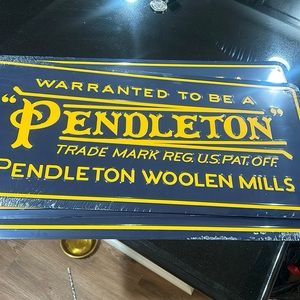 WARRANTED TO BE A
"PENDLETON"
TRADE MARK REG. U.S. PAT. OFF.
PENDLETON WOOLEN MILLS